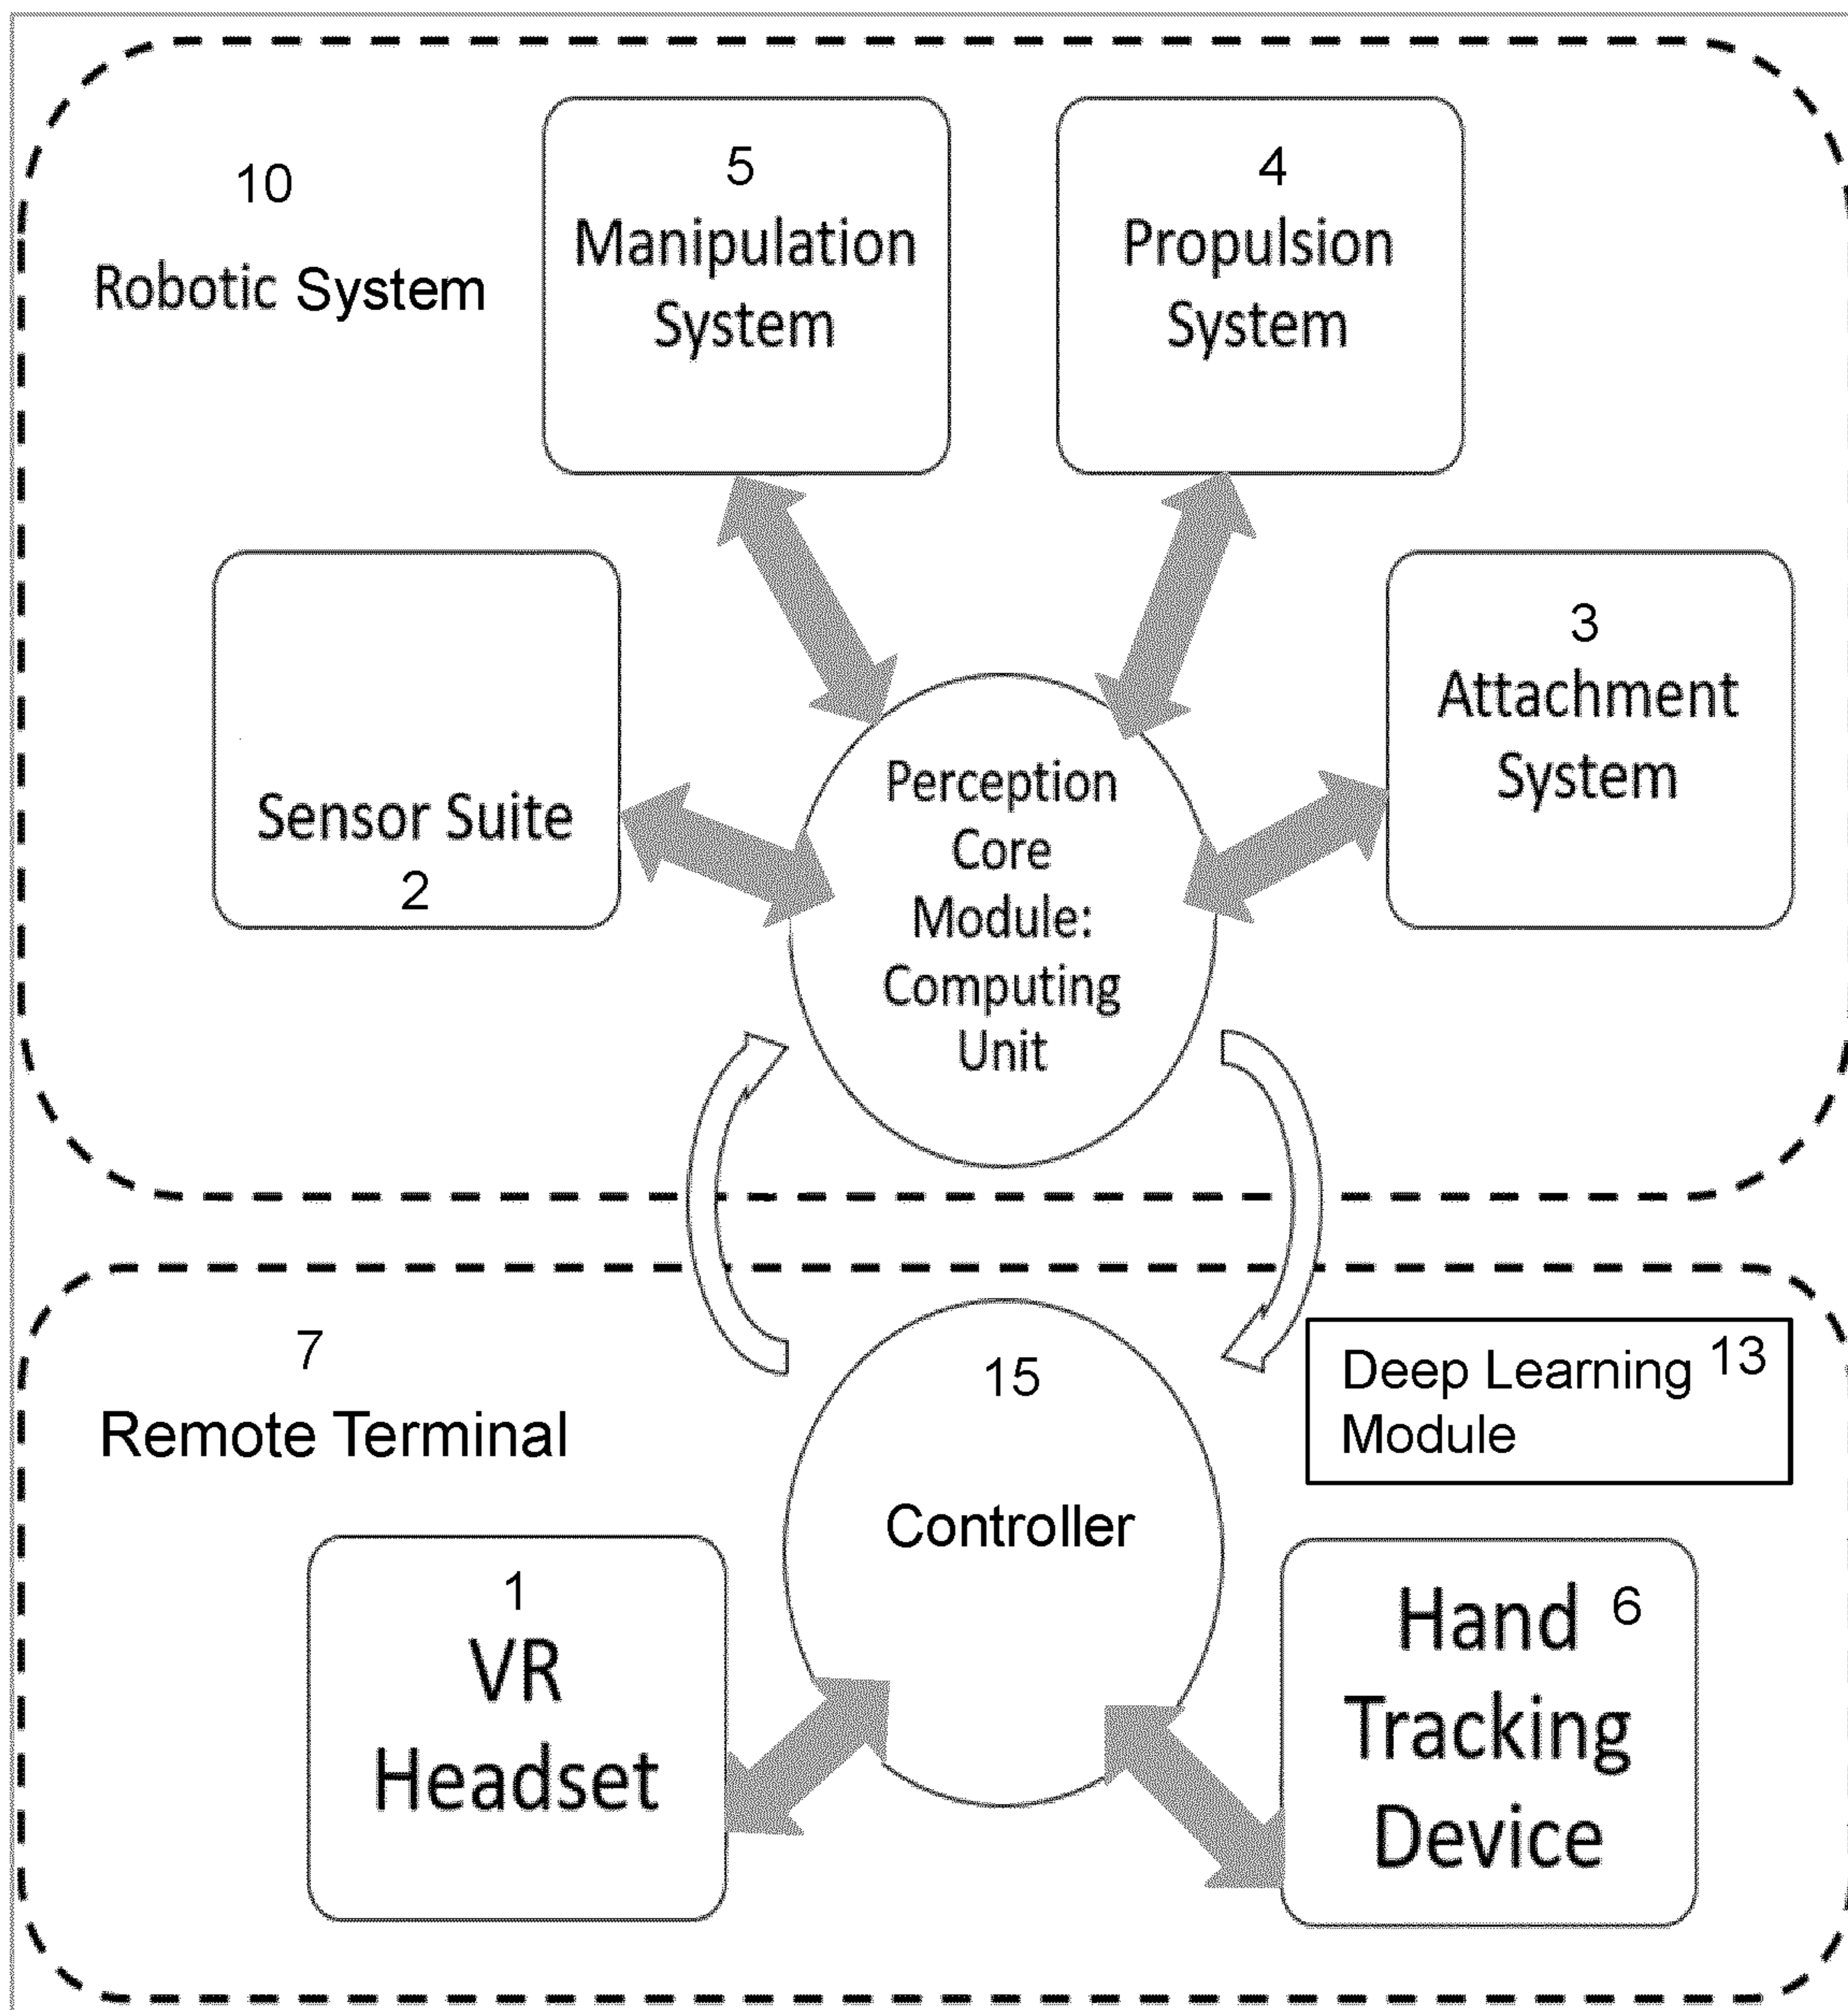 10
Robotic System
5
Manipulation
System
4
Propulsion
System
Sensor Suite
2
3
Attachment
System
Perception
Core
Module:
Computing
Unit
7
Remote Terminal
15
Controller
Deep Learning 13
Module
1
VR
Headset
Hand 6
Tracking
Device